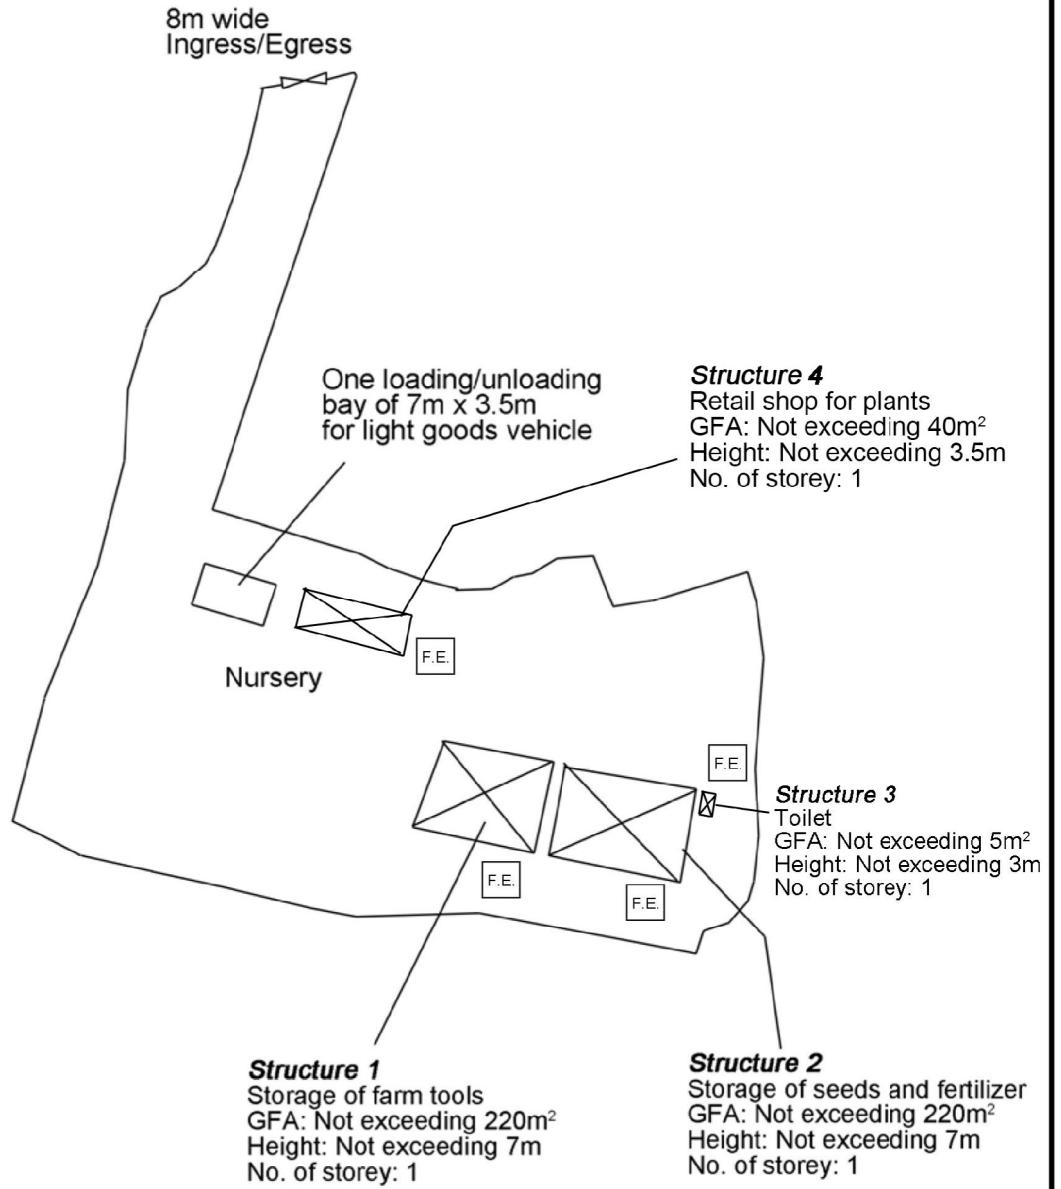 8m wide
Ingress/Egress
One loading/unloading
bay of 7m x 3.5m
for light goods vehicle
Structure 4
Retail shop for plants
GFA: Not exceeding 40m²
Height: Not exceeding 3.5m
No. of storey: 1
F.E.
Nursery
F.E.
Structure 3
Toilet
GFA: Not exceeding 5m²
Height: Not exceeding 3m
No. of storey: 1
F.E.
F.E.
Structure 1
Storage of farm tools
GFA: Not exceeding 220m²
Height: Not exceeding 7m
No. of storey: 1
Structure 2
Storage of seeds and fertilizer
GFA: Not exceeding 220m²
Height: Not exceeding 7m
No. of storey: 1